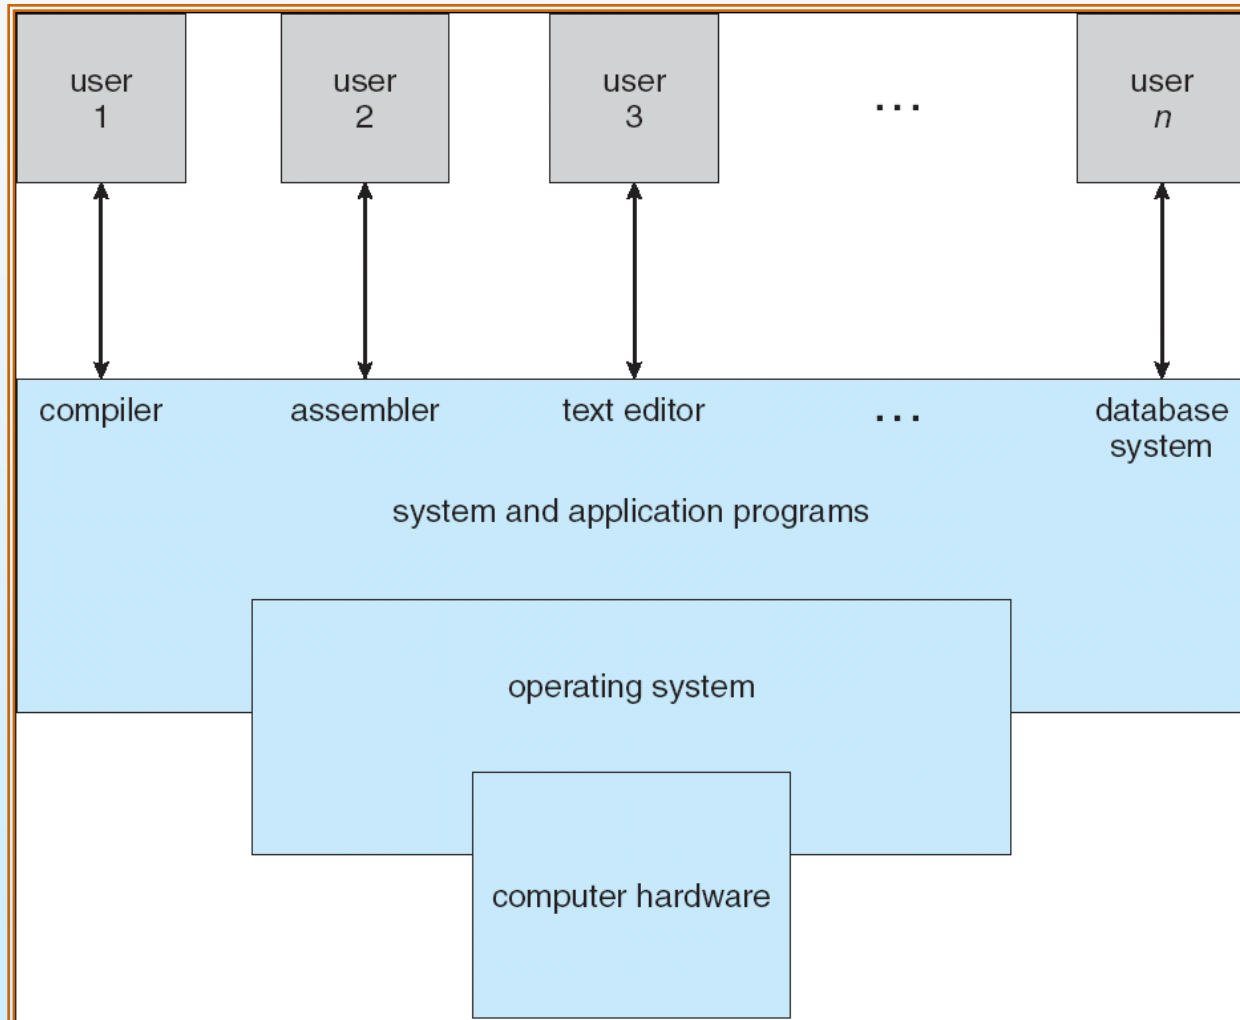 user
1
user
2
user
3
...
user
n
compiler
assembler
text editor
...
database
system
system and application programs
operating system
computer hardware